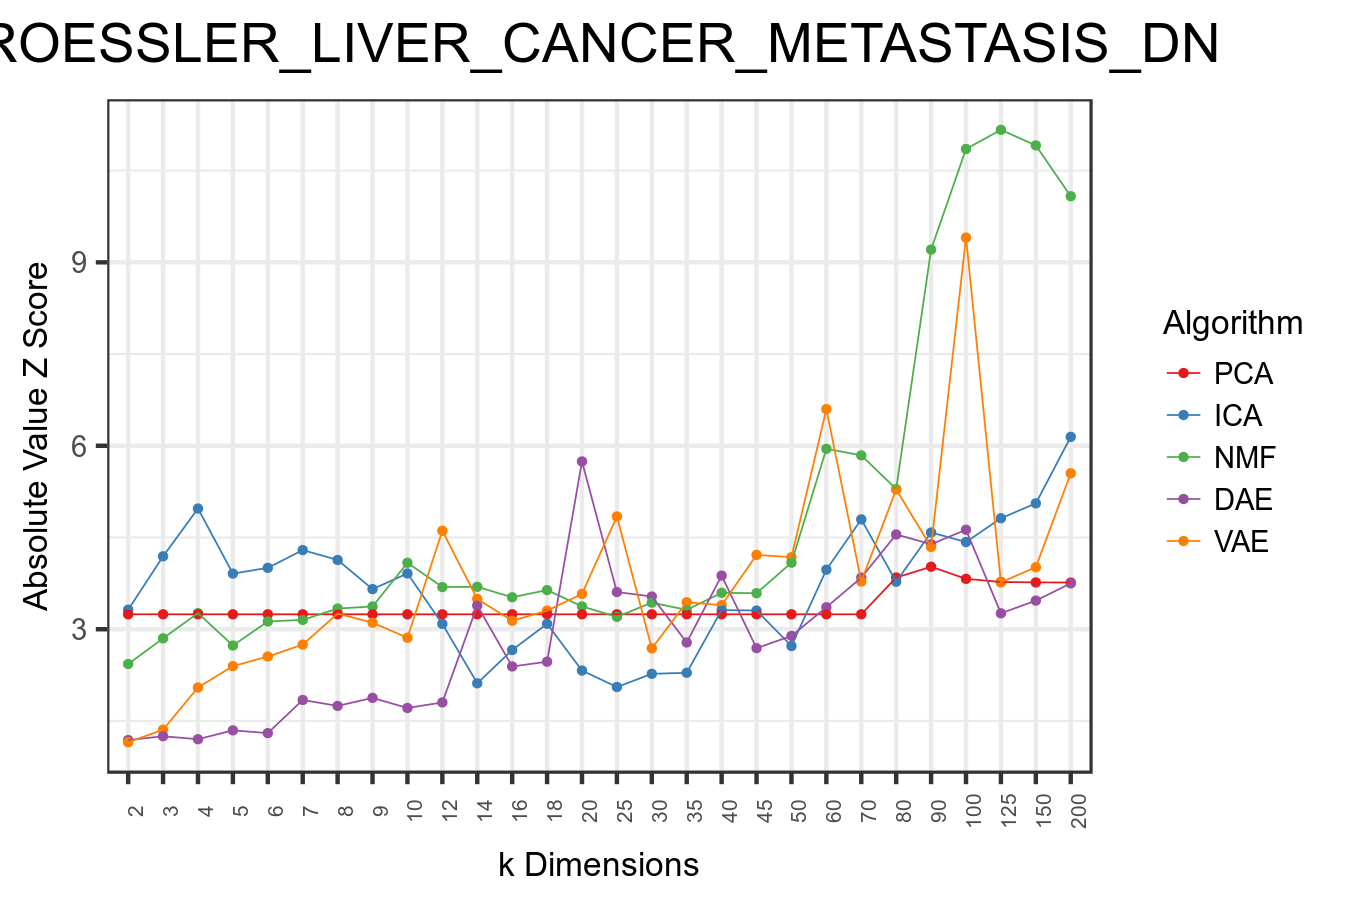 ROESSLER_LIVER_CANCER_METASTASIS_DN
Absolute Value Z Score
9
6
3
2 3 4 5 6 7 8 9 10 12 14 16 18 20 25 30 35 40 45 50 60 70 80 90 100 125 150 200
k Dimensions
Algorithm
PCA
ICA
NMF
DAE
VAE